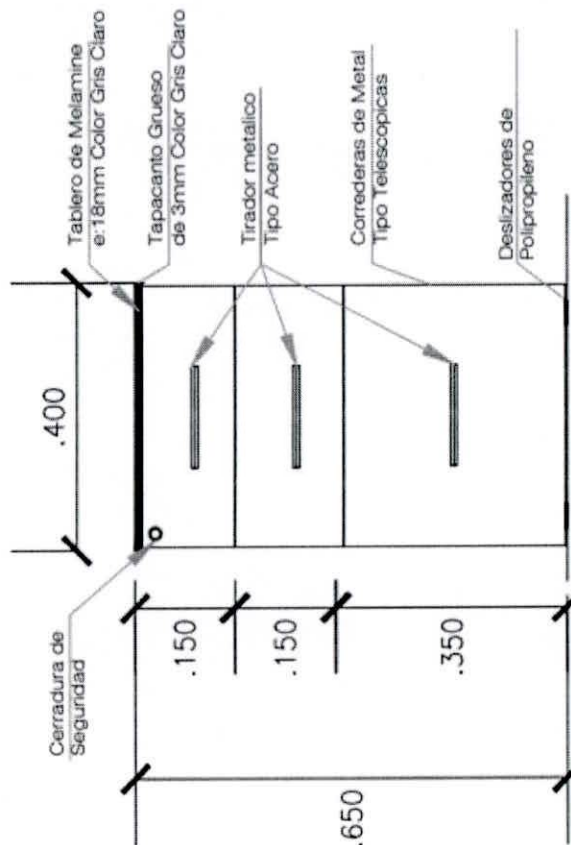 .400
Cerradura de
Seguridad
Tablero de Melamine
e:18mm Color Gris Claro
Tapacanto Grueso
de 3mm Color Gris Claro
Tirador metalico
Tipo Acero
Correderas de Metal
Tipo Telescopicas
Deslizadores de
Polipropileno
.150
.150
.350
.650